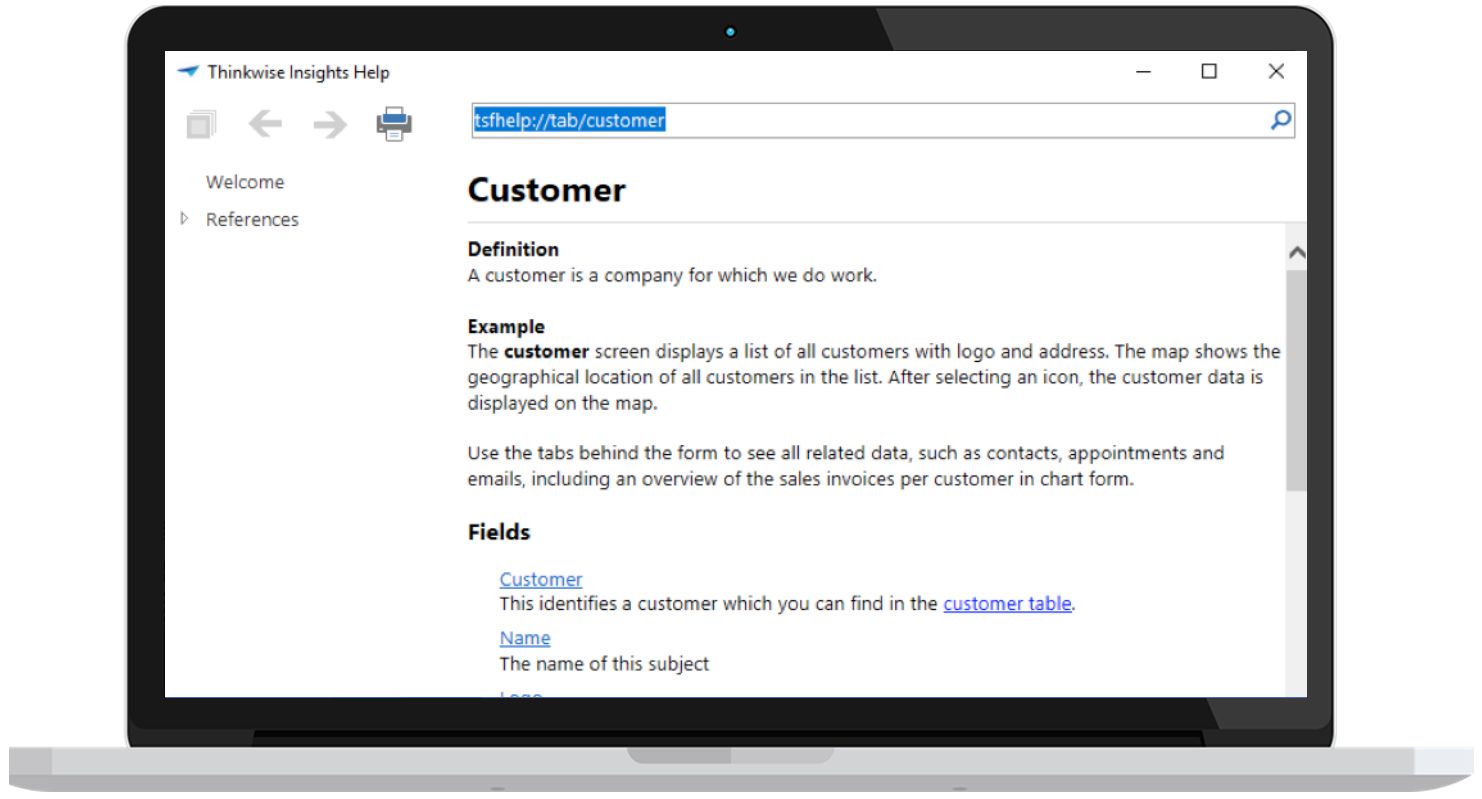 Thinkwise Insights Help
tsfhelp://tab/customer
Welcome
References
Customer
Definition
A customer is a company for which we do work.
Example
The customer screen displays a list of all customers with logo and address. The map shows the
geographical location of all customers in the list. After selecting an icon, the customer data is
displayed on the map.
Use the tabs behind the form to see all related data, such as contacts, appointments and
emails, including an overview of the sales invoices per customer in chart form.
Fields
Customer
This identifies a customer which you can find in the customer table.
Name
The name of this subject